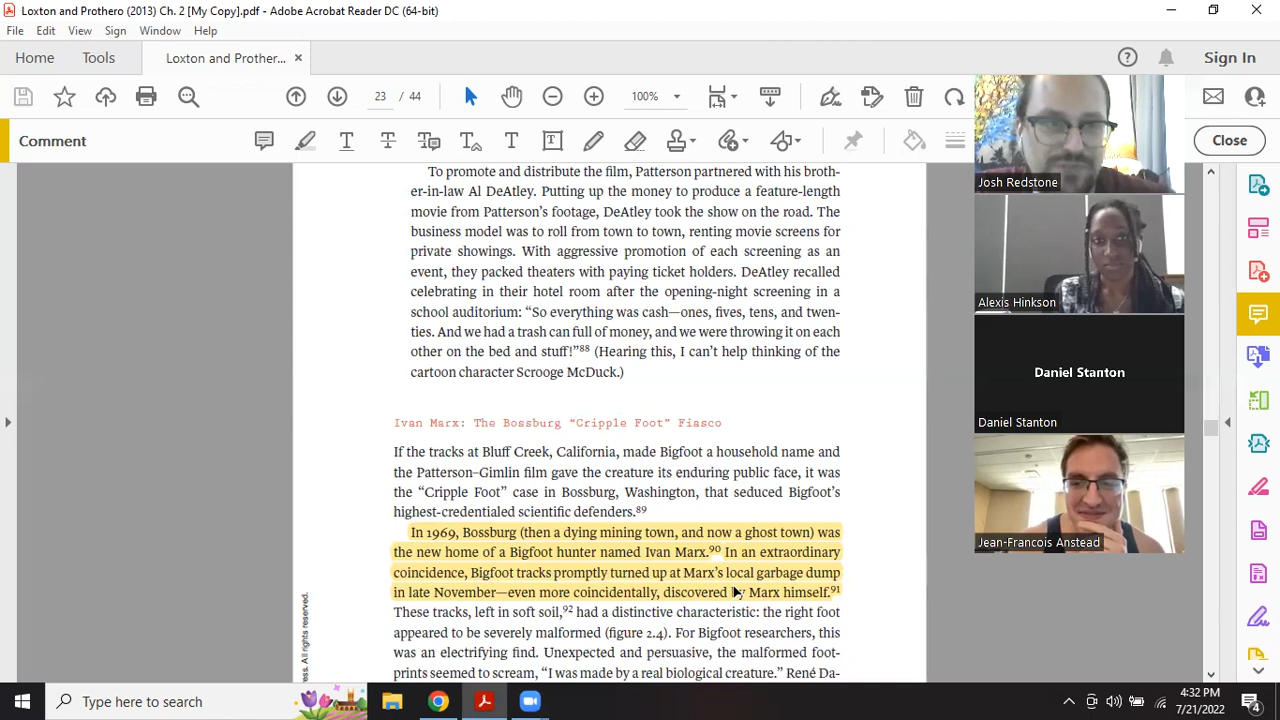 Loxton and Prothero (2013) Ch. 2 [My Copy].pdf - Adobe Acrobat Reader DC (64-bit)
File Edit View Sign Window Help
Home Tools Loxton and Prother... × Sign In
23 / 44 100%
Comment Close
To promote and distribute the film, Patterson partnered with his broth-
er-in-law Al DeAtley. Putting up the money to produce a feature-length
movie from Patterson's footage, DeAtley took the show on the road. The
business model was to roll from town to town, renting movie screens for
private showings. With aggressive promotion of each screening as an
event, they packed theaters with paying ticket holders. DeAtley recalled
celebrating in their hotel room after the opening-night screening in a
school auditorium: “So everything was cash—ones, fives, tens, and twen-
ties. And we had a trash can full of money, and we were throwing it on each
other on the bed and stuff!”88 (Hearing this, I can't help thinking of the
cartoon character Scrooge McDuck.)
Ivan Marx: The Bossburg “Cripple Foot” Fiasco
If the tracks at Bluff Creek, California, made Bigfoot a household name and
the Patterson–Gimlin film gave the creature its enduring public face, it was
the “Cripple Foot” case in Bossburg, Washington, that seduced Bigfoot's
highest-credentialed scientific defenders.89
In 1969, Bossburg (then a dying mining town, and now a ghost town) was
the new home of a Bigfoot hunter named Ivan Marx.90 In an extraordinary
coincidence, Bigfoot tracks promptly turned up at Marx's local garbage dump
in late November—even more coincidentally, discovered by Marx himself.91
These tracks, left in soft soil,92 had a distinctive characteristic: the right foot
appeared to be severely malformed (figure 2.4). For Bigfoot researchers, this
was an electrifying find. Unexpected and persuasive, the malformed foot-
prints seemed to scream, “I was made by a real biological creature.” René Da-
ess. All rights reserved.
Josh Redstone
Alexis Hinkson
Daniel Stanton
Daniel Stanton
Jean-Francois Anstead
Type here to search
4:32 PM
7/21/2022
4